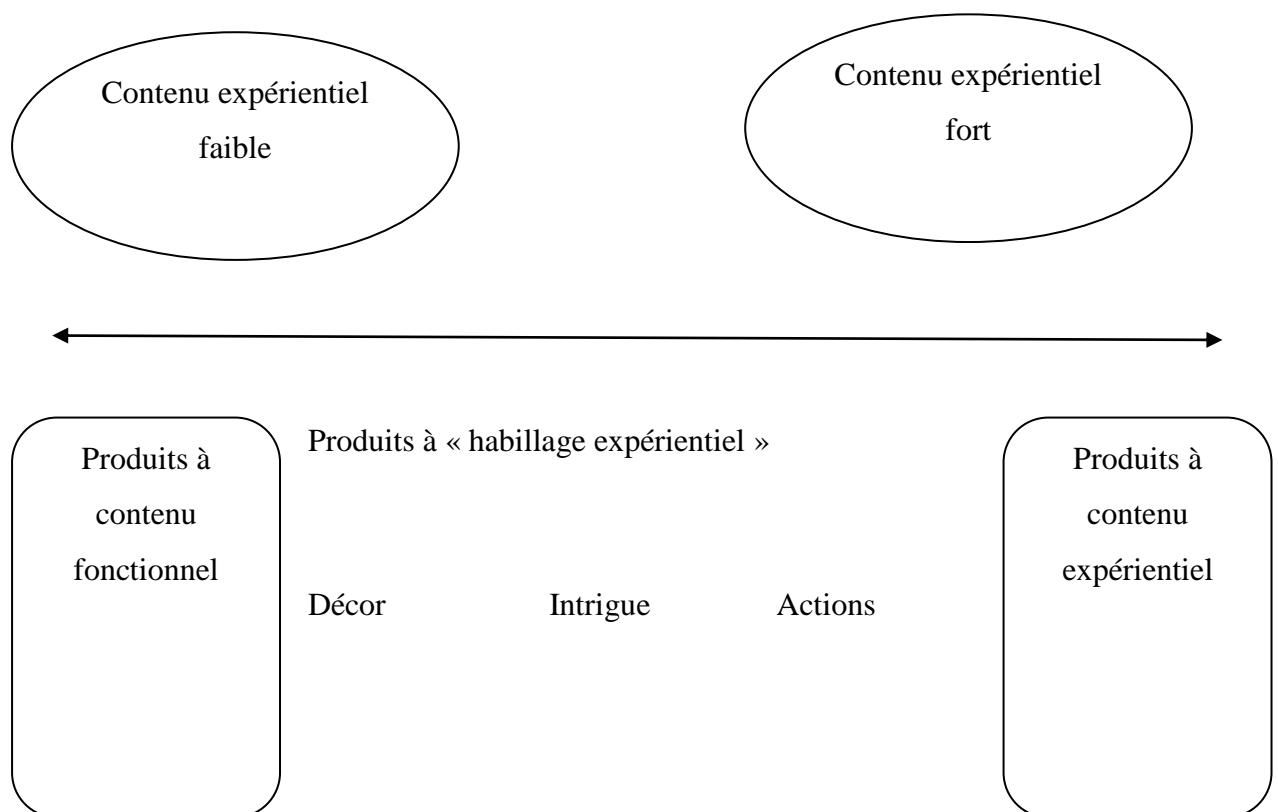 Contenu expérientiel
faible
Contenu expérientiel
fort
Produits à
contenu
fonctionnel
Produits à « habillage expérientiel »
Décor Intrigue Actions
Produits à
contenu
expérientiel